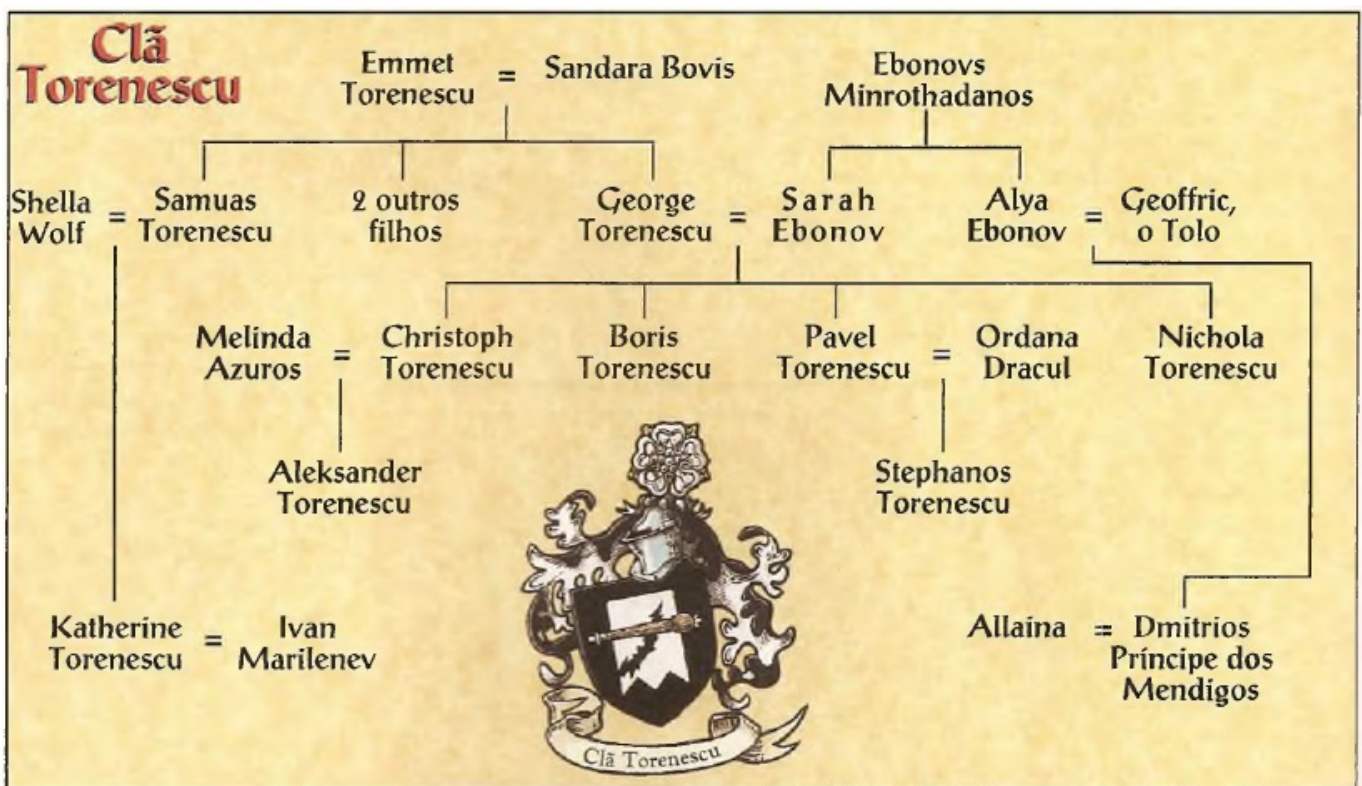 Clã
Torenescu
Emmet
Torenescu
=
Sandara Bovis
Ebonovs
Minrothadanos
Shella
Wolf
=
Samuas
Torenescu
2 outros
filhos
George
Torenescu
=
Sarah
Ebonov
Alya
Ebonov
=
Geoffric,
o Tolo
Melinda
Azuros
=
Christoph
Torenescu
Boris
Torenescu
Pavel
Torenescu
=
Ordana
Dracul
Nichola
Torenescu
Aleksander
Torenescu
Stephanos
Torenescu
Katherine
Torenescu
=
Ivan
Marilenev
Allaina
=
Dmitrios
Príncipe dos
Mendigos
Clã Torenescu